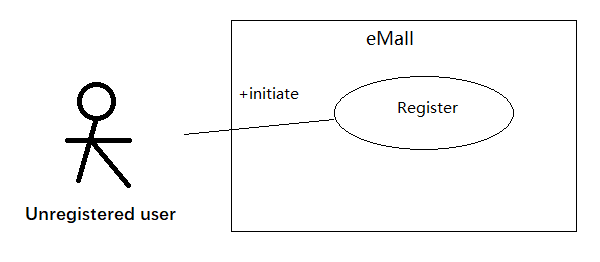 eMall
+initiate
Register
Unregistered user